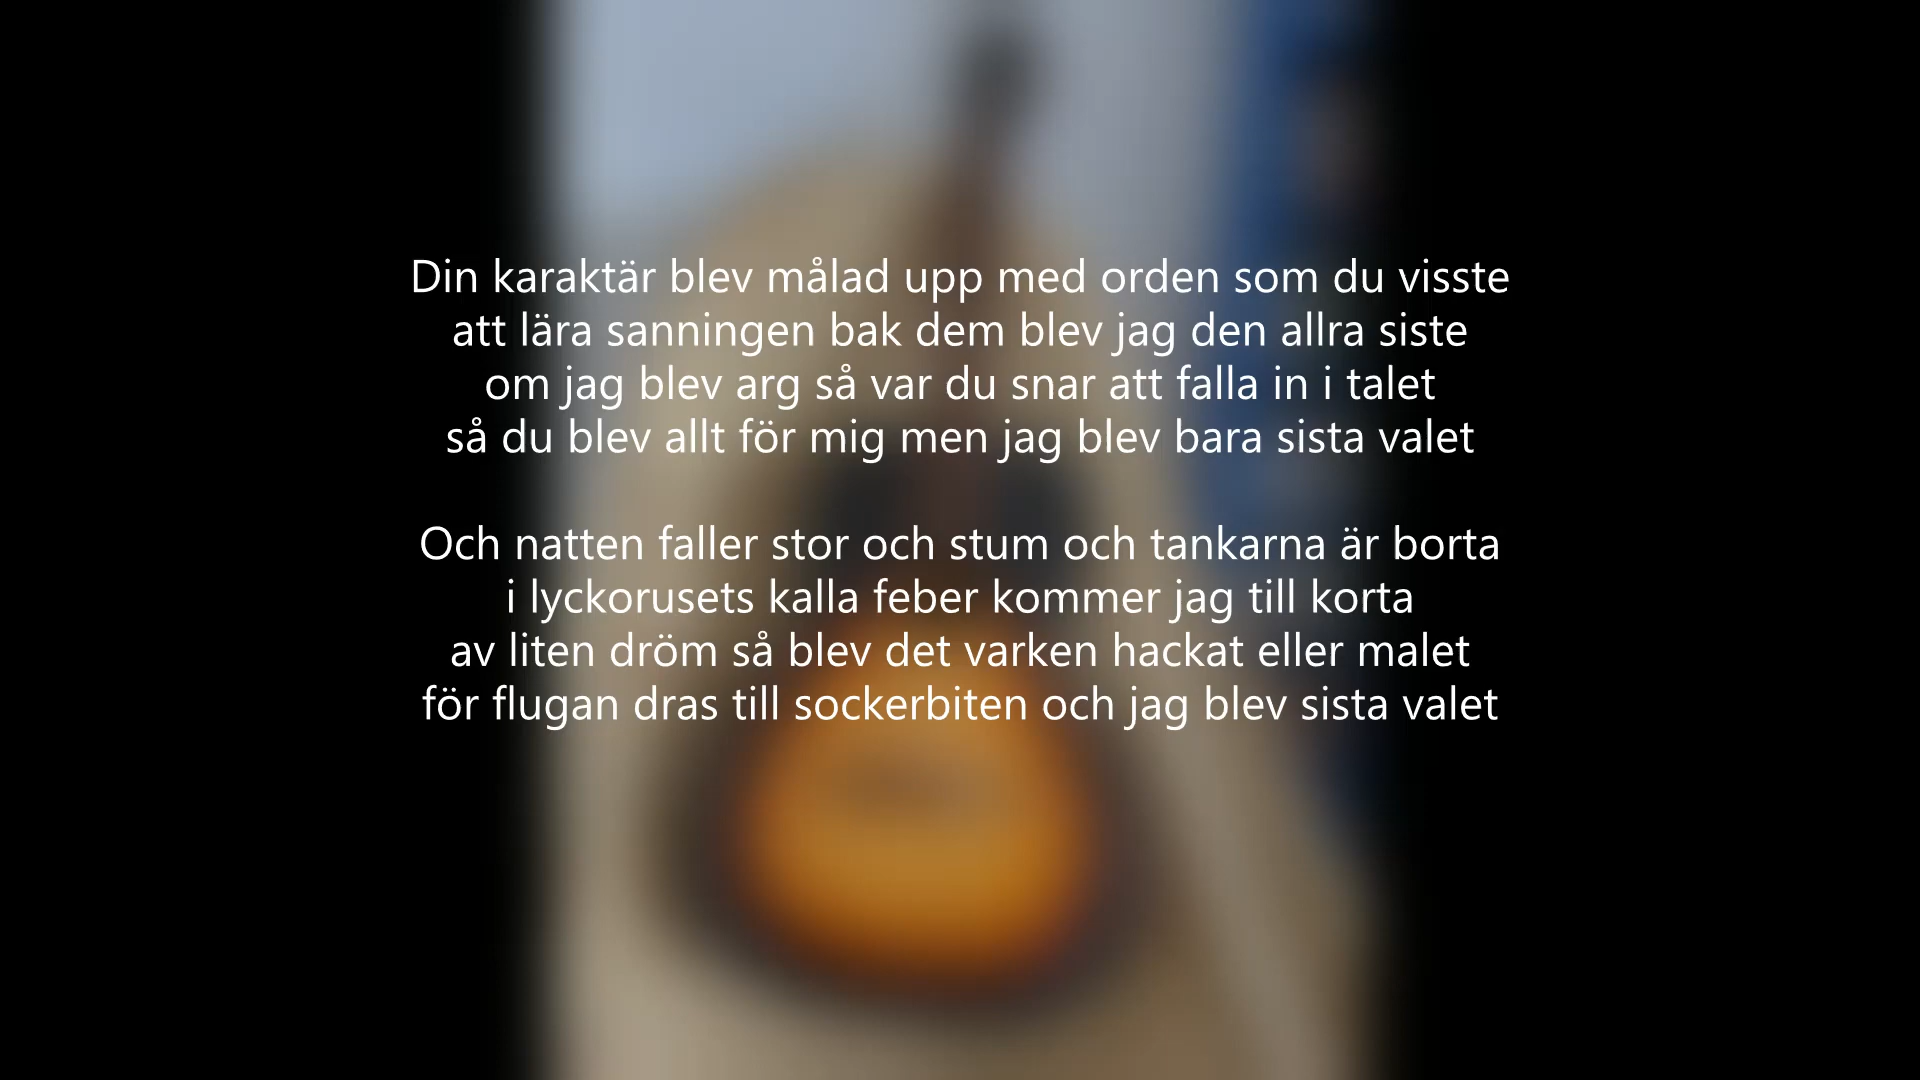 Din karaktär blev målad upp med orden som du visste
att lära sanningen bak dem blev jag den allra siste
om jag blev arg så var du snar att falla in i talet
så du blev allt för mig men jag blev bara sista valet
Och natten faller stor och stum och tankarna är borta
i lyckorusets kalla feber kommer jag till korta
av liten dröm så blev det varken hackat eller malet
för flugan dras till sockerbiten och jag blev sista valet